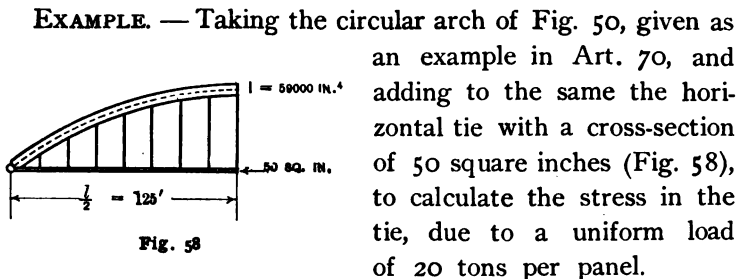 EXAMPLE. — Taking the circular arch of Fig. 50, given as
an example in Art. 70, and
adding to the same the hori-
zontal tie with a cross-section
of 50 square inches (Fig. 58),
to calculate the stress in the
tie, due to a uniform load
of 20 tons per panel.
I = 59000 IN.⁴
50 SQ. IN.
l/2 = 125′
Fig. 58